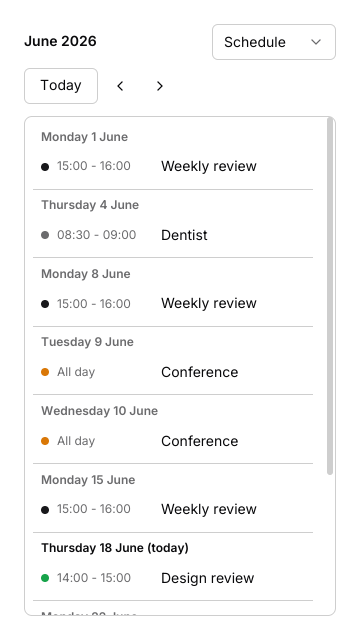 June 2026
Schedule
Today
Monday 1 June
15:00 - 16:00 Weekly review
Thursday 4 June
08:30 - 09:00 Dentist
Monday 8 June
15:00 - 16:00 Weekly review
Tuesday 9 June
All day Conference
Wednesday 10 June
All day Conference
Monday 15 June
15:00 - 16:00 Weekly review
Thursday 18 June (today)
14:00 - 15:00 Design review
Monday 22 June